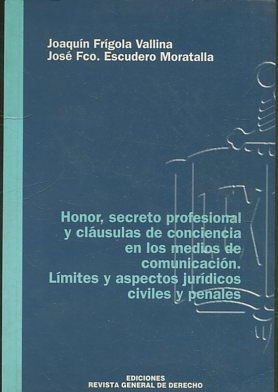 Joaquín Frígola Vallina
José Fco. Escudero Moratalla
Honor, secreto profesional
y cláusulas de conciencia
en los medios de
comunicación.
Límites y aspectos jurídicos
civiles y penales
EDICIONES
REVISTA GENERAL DE DERECHO